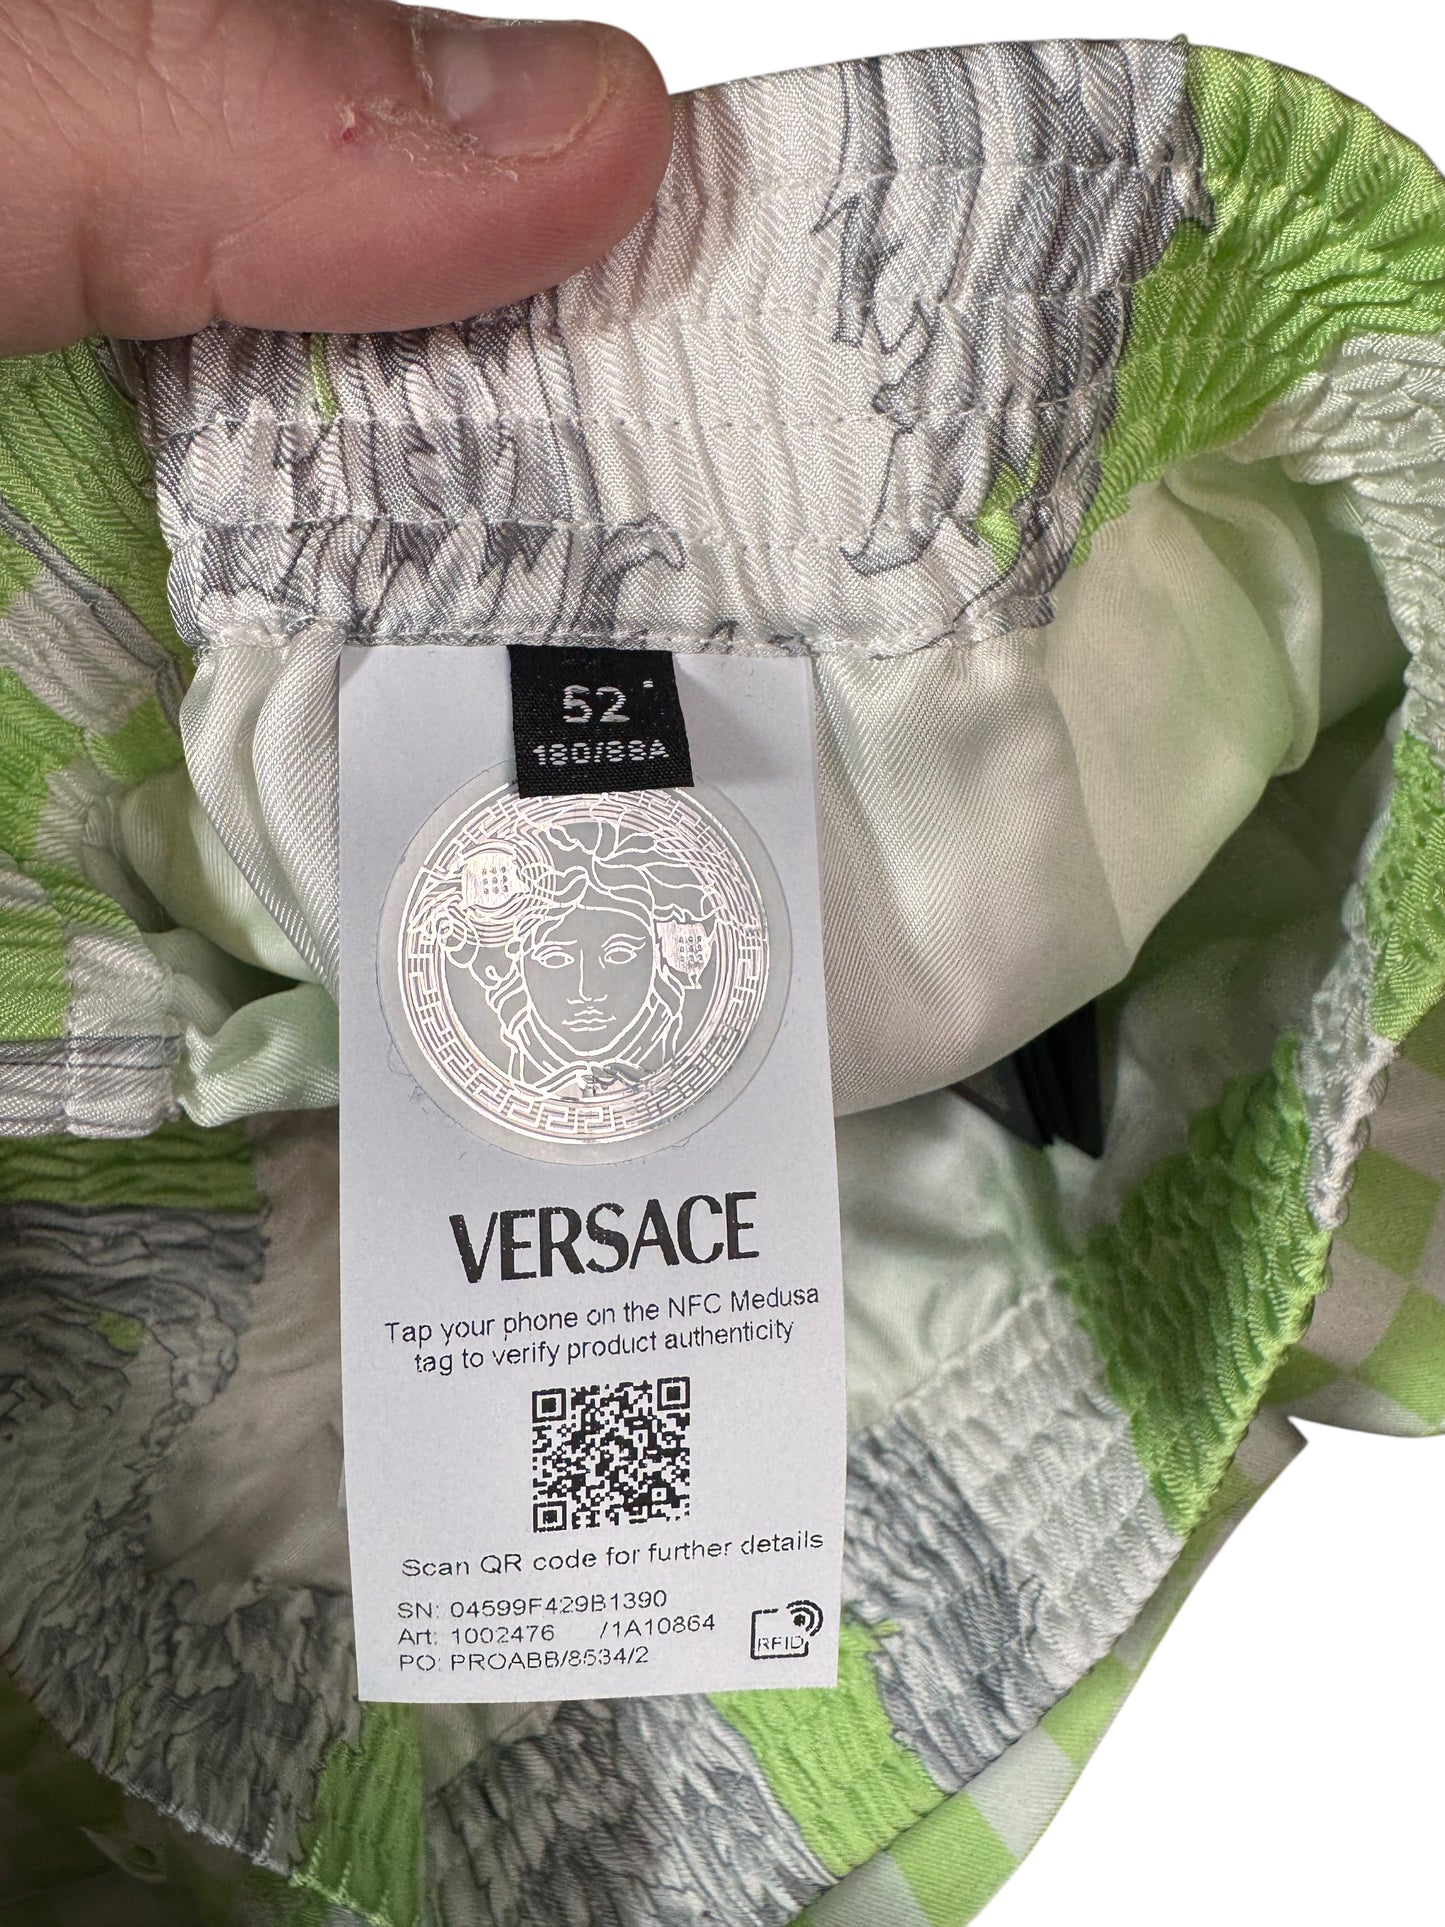 52
180/88A
VERSACE
Tap your phone on the NFC Medusa
tag to verify product authenticity
Scan QR code for further details
SN: 04599F429B1390
Art: 1002476 /1A10864
PO: PROABB/8534/2
RFID